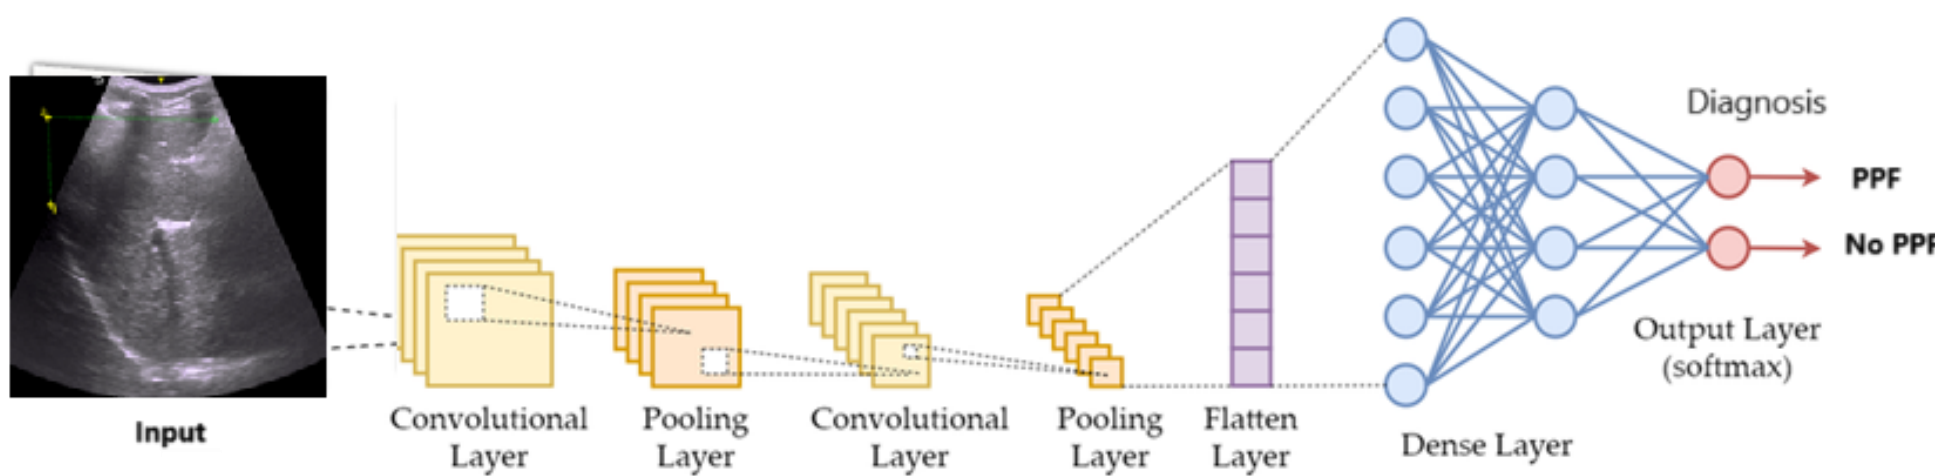 Input
Convolutional
Layer
Pooling
Layer
Convolutional
Layer
Pooling
Layer
Flatten
Layer
Dense Layer
Diagnosis
PPF
No PPF
Output Layer
(softmax)